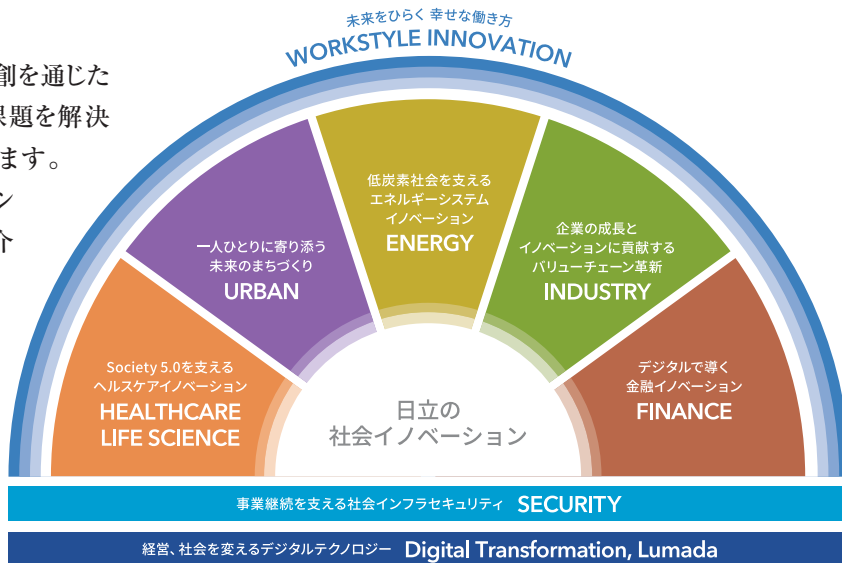 創を通じた
課題を解決
ます。
ン
介
未来をひらく 幸せな働き方
WORKSTYLE INNOVATION
低炭素社会を支える
エネルギーシステム
イノベーション
ENERGY
一人ひとりに寄り添う
未来のまちづくり
URBAN
企業の成長と
イノベーションに貢献する
バリューチェーン革新
INDUSTRY
Society 5.0を支える
ヘルスケアイノベーション
HEALTHCARE
LIFE SCIENCE
デジタルで導く
金融イノベーション
FINANCE
日立の
社会イノベーション
事業継続を支える社会インフラセキュリティ SECURITY
経営、社会を変えるデジタルテクノロジー Digital Transformation, Lumada